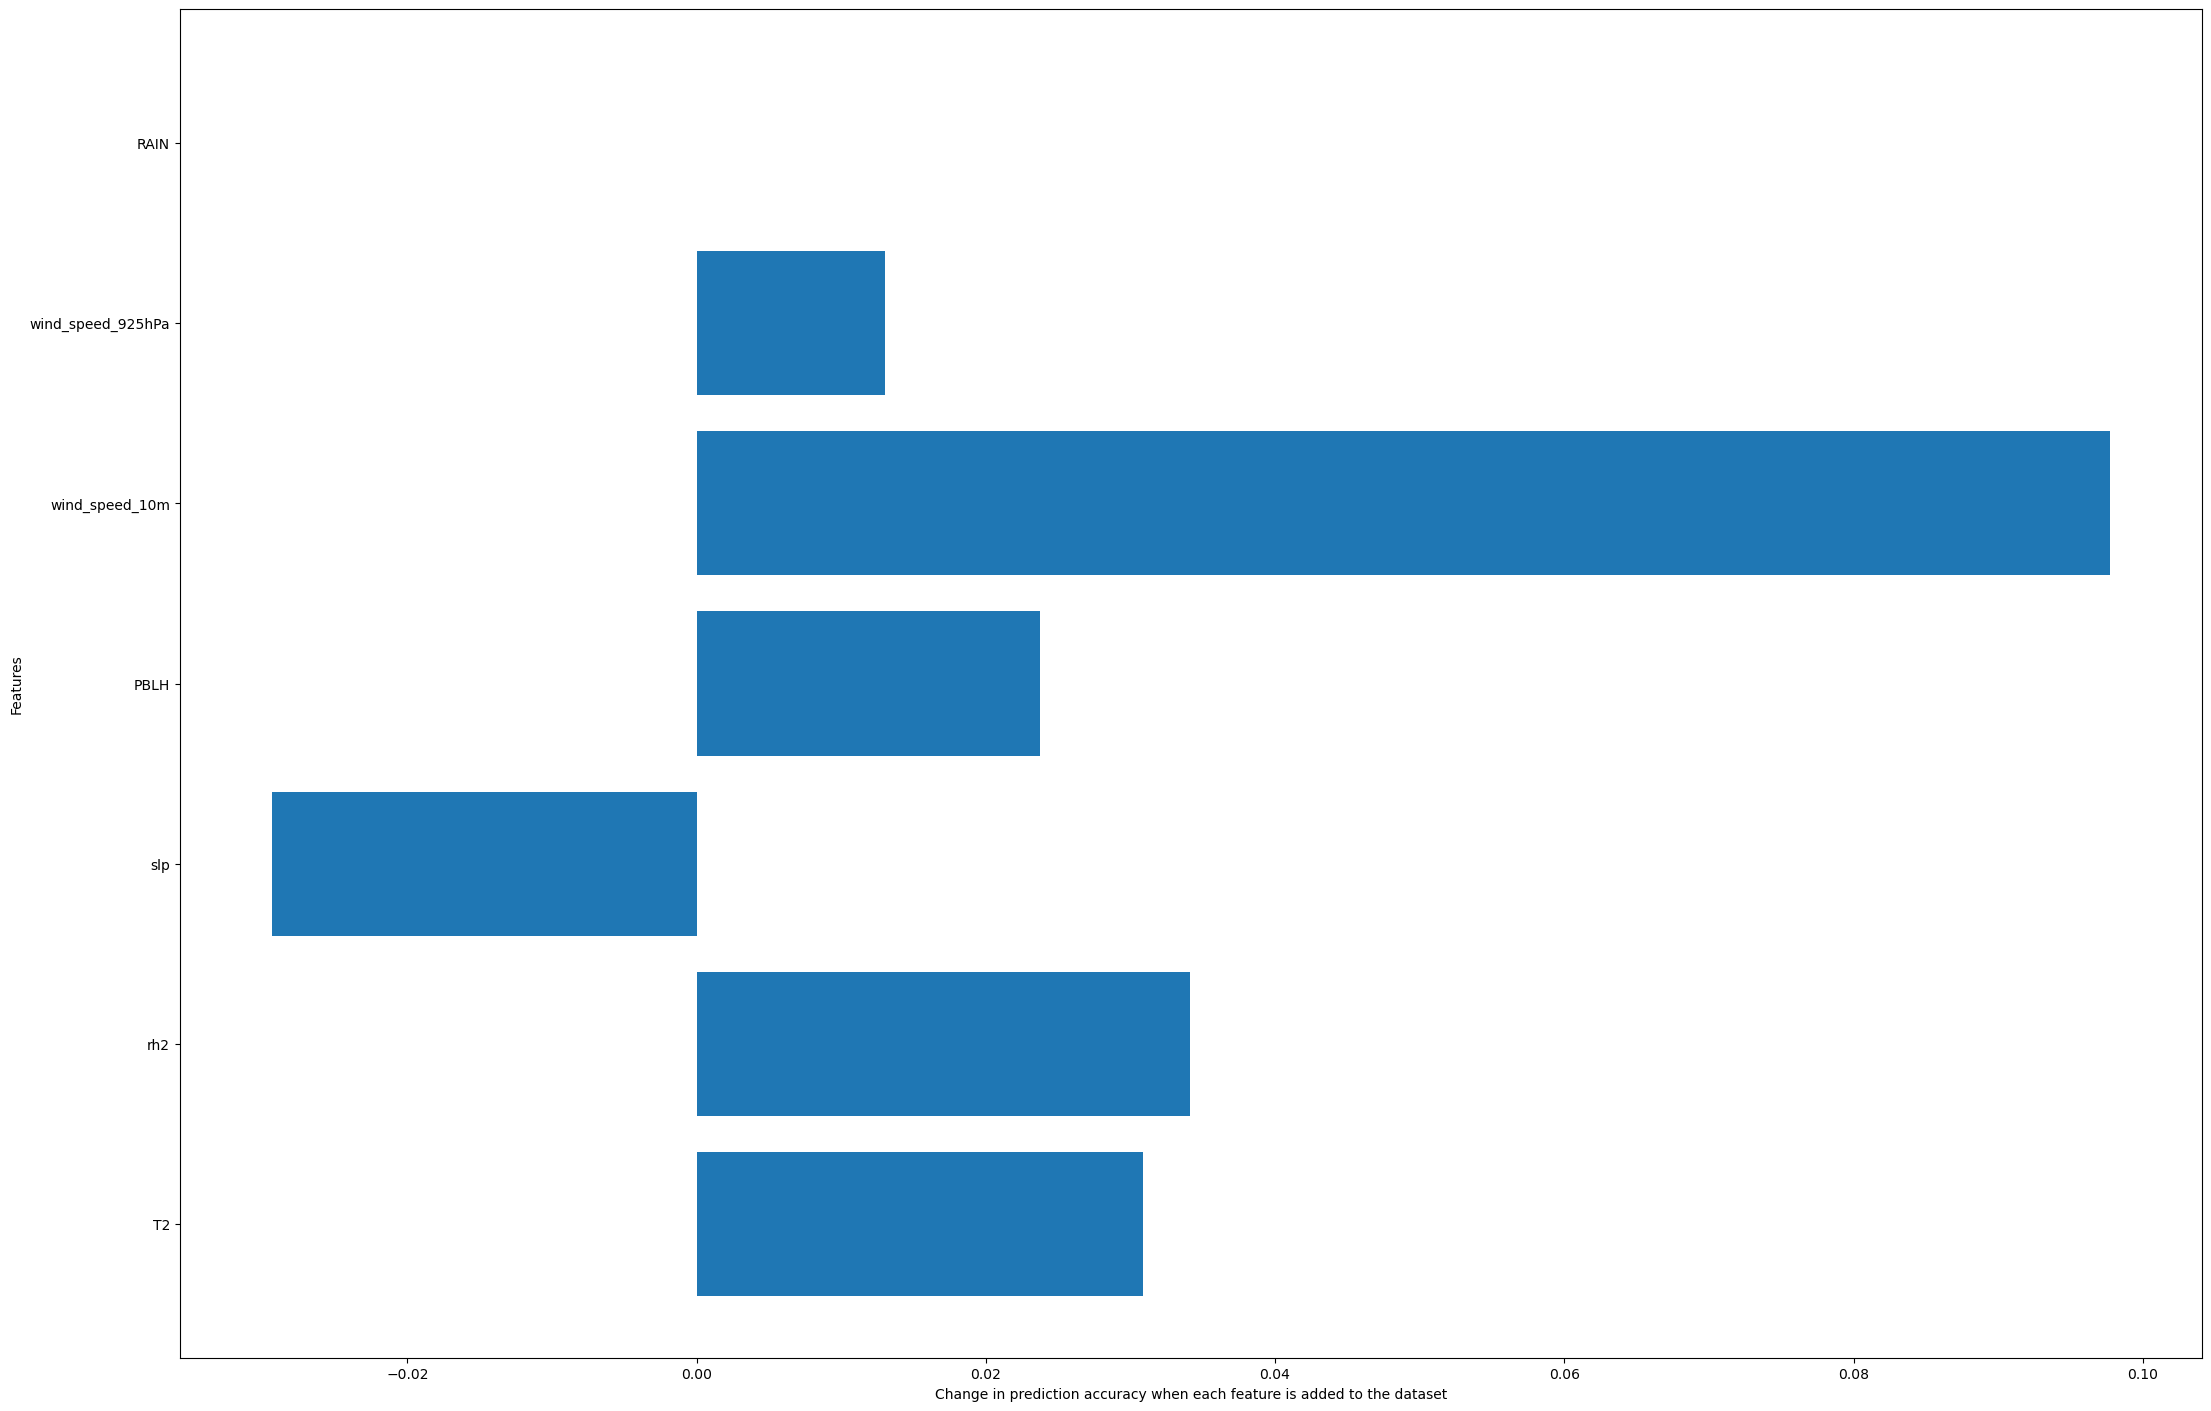 RAIN
wind_speed_925hPa
wind_speed_10m
PBLH
slp
rh2
T2
Features
−0.02 0.00 0.02 0.04 0.06 0.08 0.10
Change in prediction accuracy when each feature is added to the dataset